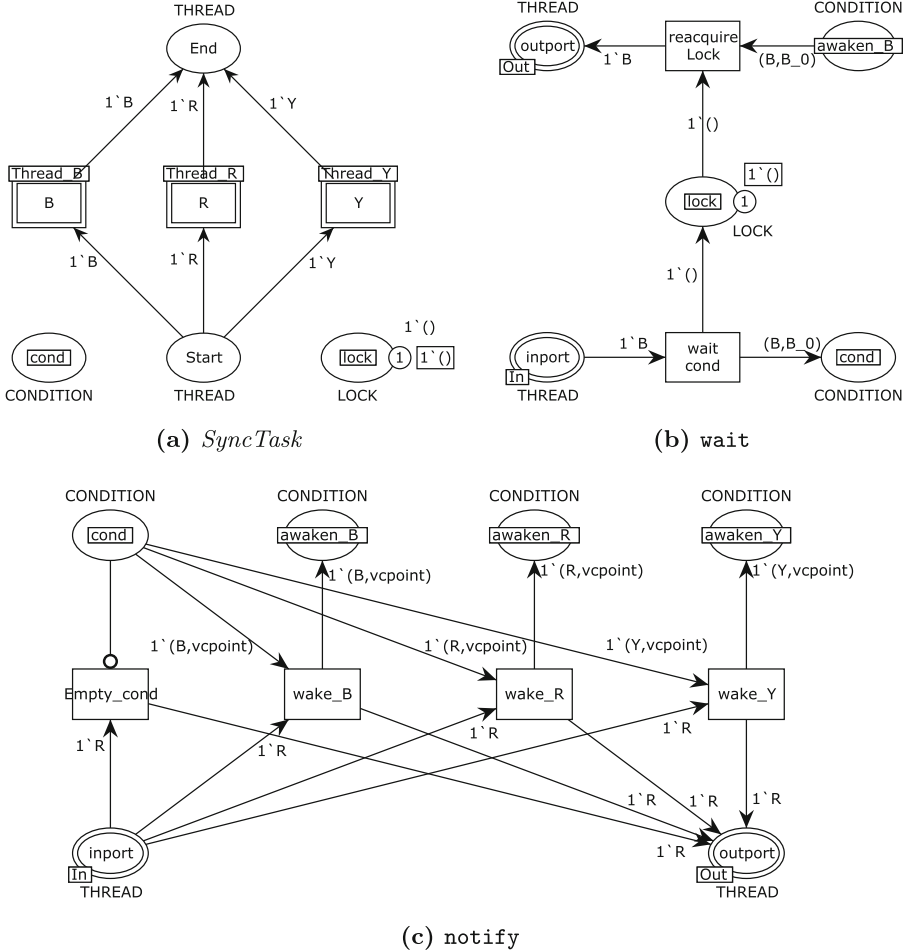 THREAD
End
1`B
1`R
1`Y
Thread_B
Thread_R
Thread_Y
B
R
Y
1`B
1`R
1`Y
1`()
cond
Start
lock
1
1`()
CONDITION
THREAD
LOCK
(a) SyncTask
THREAD
CONDITION
outport
reacquire
Lock
awaken_B
Out
1`B
(B,B_0)
1`()
1`()
lock
1
LOCK
1`()
1`B
(B,B_0)
inport
wait
cond
cond
In
THREAD
CONDITION
(b) wait
CONDITION
CONDITION
CONDITION
CONDITION
cond
awaken_B
awaken_R
awaken_Y
1`(B,vcpoint)
1`(R,vcpoint)
1`(Y,vcpoint)
1`(B,vcpoint)
1`(R,vcpoint)
1`(Y,vcpoint)
Empty_cond
wake_B
wake_R
wake_Y
1`R
1`R
1`R
1`R
1`R
1`R
1`R
1`R
inport
outport
In
Out
THREAD
THREAD
(c) notify